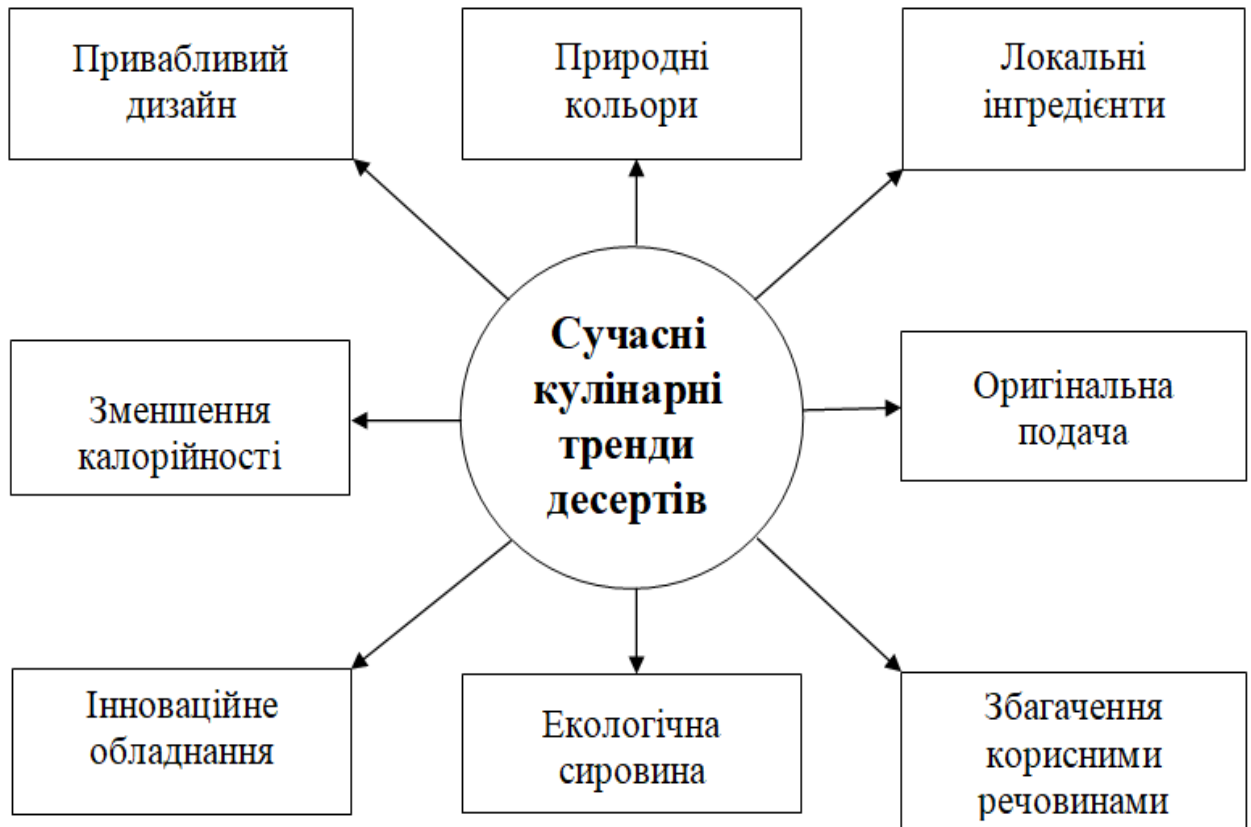 Привабливий
дизайн
Природні
кольори
Локальні
інгредієнти
Зменшення
калорійності
Сучасні
кулінарні
тренди
десертів
Оригінальна
подача
Інноваційне
обладнання
Екологічна
сировина
Збагачення
корисними
речовинами